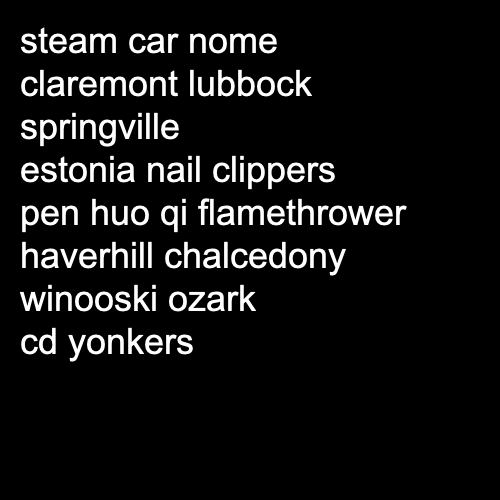 steam car nome
claremont lubbock
springville
estonia nail clippers
pen huo qi flamethrower
haverhill chalcedony
winooski ozark
cd yonkers